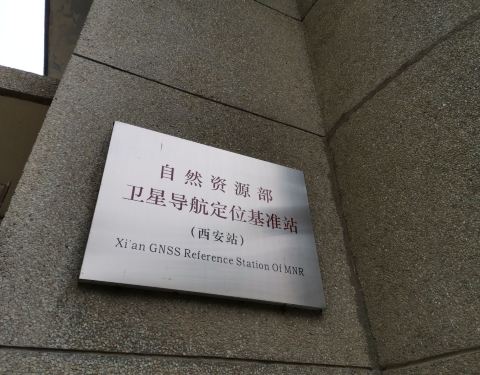 自然资源部
卫星导航定位基准站
(西安站)
Xi'an GNSS Reference Station Of MNR